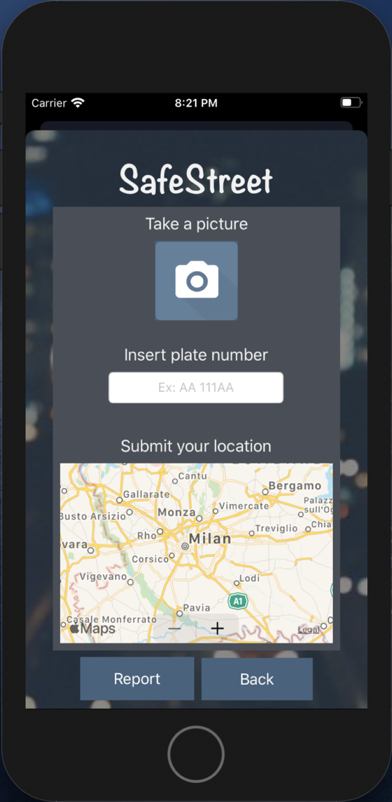 Carrier 8:21 PM
SafeStreet
Take a picture
Insert plate number
Ex: AA 111AA
Submit your location
Cantu
Bergamo
Gallarate
Palazz
sull'Og
Vimercate
Busto Arsizio
Monza
Treviglio
Chia
Rho
Milan
vara
Corsico
Vigevano
Lodi
A1
Pavia
Casale Monferrato
Maps
− +
Legal
Report Back